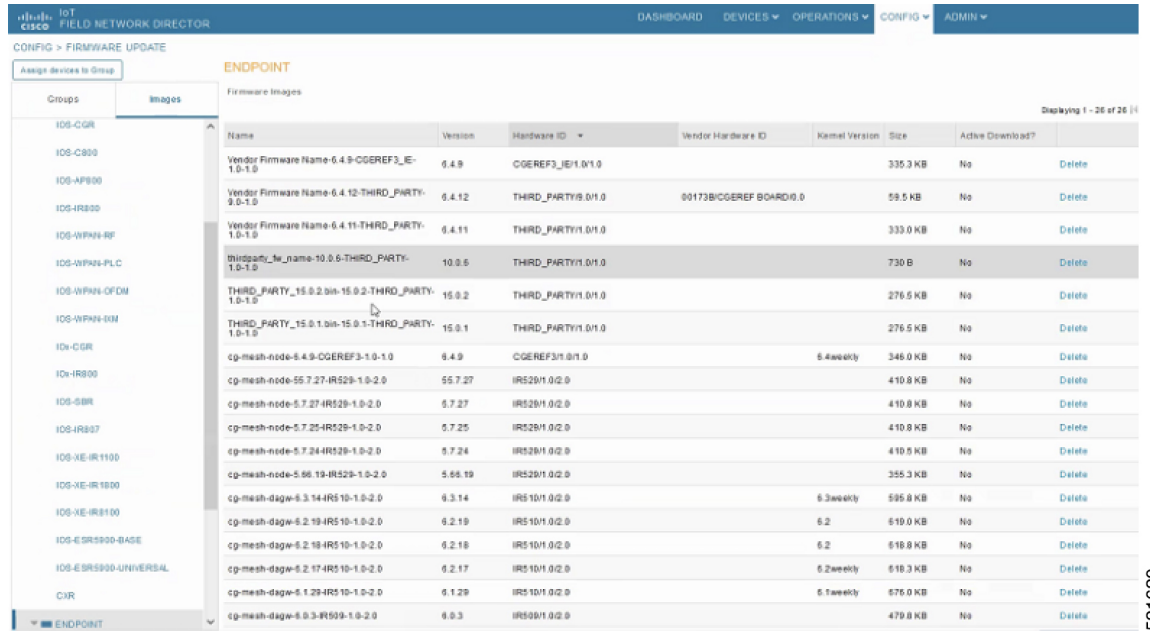 cisco IoT
FIELD NETWORK DIRECTOR
DASHBOARD DEVICES OPERATIONS CONFIG ADMIN
CONFIG > FIRMWARE UPDATE
Assign devices to Group
Groups Images
IOS-CGR
IOS-C800
IOS-AP800
IOS-IR800
IOS-WPAN-RF
IOS-WPAN-PLC
IOS-WPAN-OFDM
IOS-WPAN-IXM
IOx-CGR
IOx-IR800
IOS-SBR
IOS-IR807
IOS-XE-IR1100
IOS-XE-IR1800
IOS-XE-IR8100
IOS-ESR5900-BASE
IOS-ESR5900-UNIVERSAL
CXR
ENDPOINT
ENDPOINT
Firmware Images
Displaying 1 - 26 of 26
Name Version Hardware ID Vendor Hardware ID Kernel Version Size Active Download?
Vendor Firmware Name-6.4.9-CGEREF3_IE-
1.0-1.0 6.4.9 CGEREF3_IE/1.0/1.0 335.3 KB No Delete
Vendor Firmware Name-6.4.12-THIRD_PARTY-
9.0-1.0 6.4.12 THIRD_PARTY/9.0/1.0 00173B/CGEREF BOARD/0.0 59.5 KB No Delete
Vendor Firmware Name-6.4.11-THIRD_PARTY-
1.0-1.0 6.4.11 THIRD_PARTY/1.0/1.0 333.0 KB No Delete
thirdparty_fw_name-10.0.6-THIRD_PARTY-
1.0-1.0 10.0.6 THIRD_PARTY/1.0/1.0 730 B No Delete
THIRD_PARTY_15.0.2.bin-15.0.2-THIRD_PARTY-
1.0-1.0 15.0.2 THIRD_PARTY/1.0/1.0 276.5 KB No Delete
THIRD_PARTY_15.0.1.bin-15.0.1-THIRD_PARTY-
1.0-1.0 15.0.1 THIRD_PARTY/1.0/1.0 276.5 KB No Delete
cg-mesh-node-6.4.9-CGEREF3-1.0-1.0 6.4.9 CGEREF3/1.0/1.0 6.4weekly 346.0 KB No Delete
cg-mesh-node-55.7.27-IR529-1.0-2.0 55.7.27 IR529/1.0/2.0 410.8 KB No Delete
cg-mesh-node-5.7.27-IR529-1.0-2.0 5.7.27 IR529/1.0/2.0 410.8 KB No Delete
cg-mesh-node-5.7.25-IR529-1.0-2.0 5.7.25 IR529/1.0/2.0 410.8 KB No Delete
cg-mesh-node-5.7.24-IR529-1.0-2.0 5.7.24 IR529/1.0/2.0 410.5 KB No Delete
cg-mesh-node-5.66.19-IR529-1.0-2.0 5.66.19 IR529/1.0/2.0 355.3 KB No Delete
cg-mesh-dagw-6.3.14-IR510-1.0-2.0 6.3.14 IR510/1.0/2.0 6.3weekly 595.8 KB No Delete
cg-mesh-dagw-6.2.19-IR510-1.0-2.0 6.2.19 IR510/1.0/2.0 6.2 619.0 KB No Delete
cg-mesh-dagw-6.2.18-IR510-1.0-2.0 6.2.18 IR510/1.0/2.0 6.2 618.8 KB No Delete
cg-mesh-dagw-6.2.17-IR510-1.0-2.0 6.2.17 IR510/1.0/2.0 6.2weekly 618.3 KB No Delete
cg-mesh-dagw-6.1.29-IR510-1.0-2.0 6.1.29 IR510/1.0/2.0 6.1weekly 676.0 KB No Delete
cg-mesh-dagw-6.0.3-IR509-1.0-2.0 6.0.3 IR509/1.0/2.0 479.8 KB No Delete